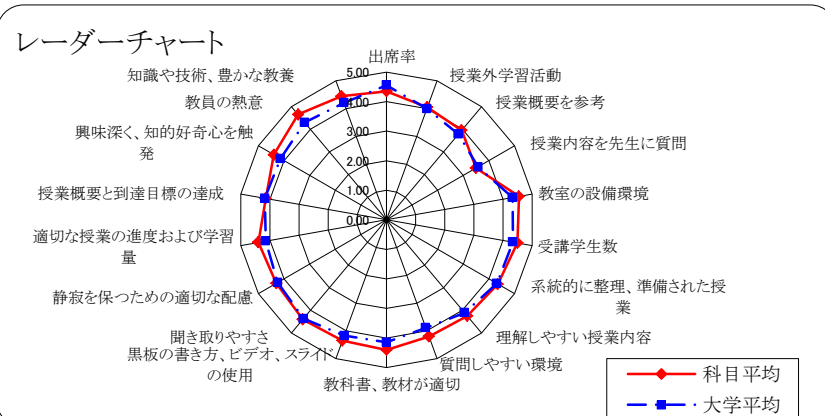 レーダーチャート
出席率
授業外学習活動
授業概要を参考
授業内容を先生に質問
教室の設備環境
受講学生数
系統的に整理、準備された授
業
理解しやすい授業内容
質問しやすい環境
教科書、教材が適切
黒板の書き方、ビデオ、スライド
の使用
聞き取りやすさ
静寂を保つための適切な配慮
適切な授業の進度および学習
量
授業概要と到達目標の達成
興味深く、知的好奇心を触
発
教員の熱意
知識や技術、豊かな教養
5.00
4.00
3.00
2.00
1.00
0.00
科目平均
大学平均